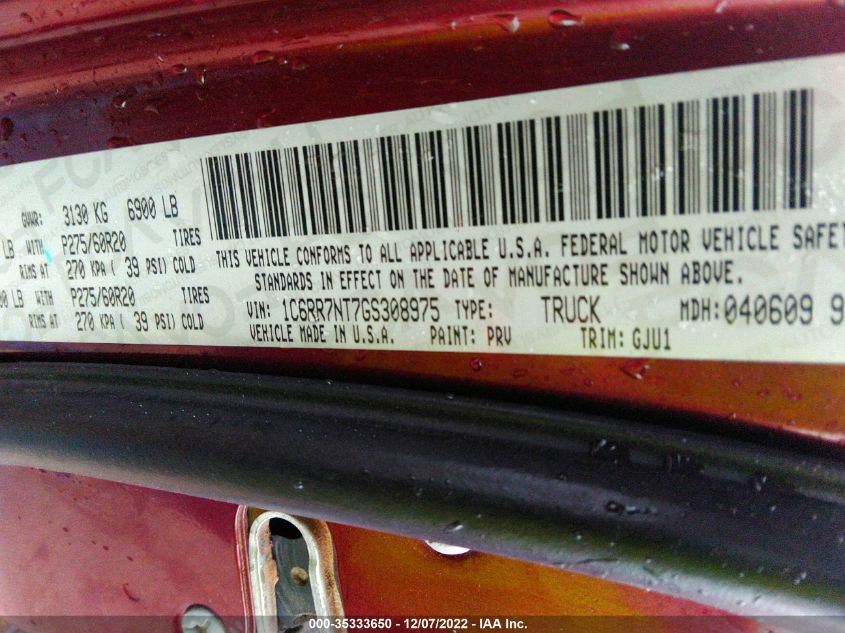 GVWR: 3130 KG 6900 LB
LB WITH P275/60R20 TIRES
RIMS AT 270 KPA ( 39 PSI) COLD
00 LB WITH P275/60R20 TIRES
RIMS AT 270 KPA ( 39 PSI) COLD
THIS VEHICLE CONFORMS TO ALL APPLICABLE U.S.A. FEDERAL MOTOR VEHICLE SAFET
STANDARDS IN EFFECT ON THE DATE OF MANUFACTURE SHOWN ABOVE.
VIN: 1C6RR7NT7GS308975 TYPE: TRUCK MDH: 040609 9
VEHICLE MADE IN U.S.A. PAINT: PRV TRIM: GJU1
000-35333650 - 12/07/2022 - IAA Inc.